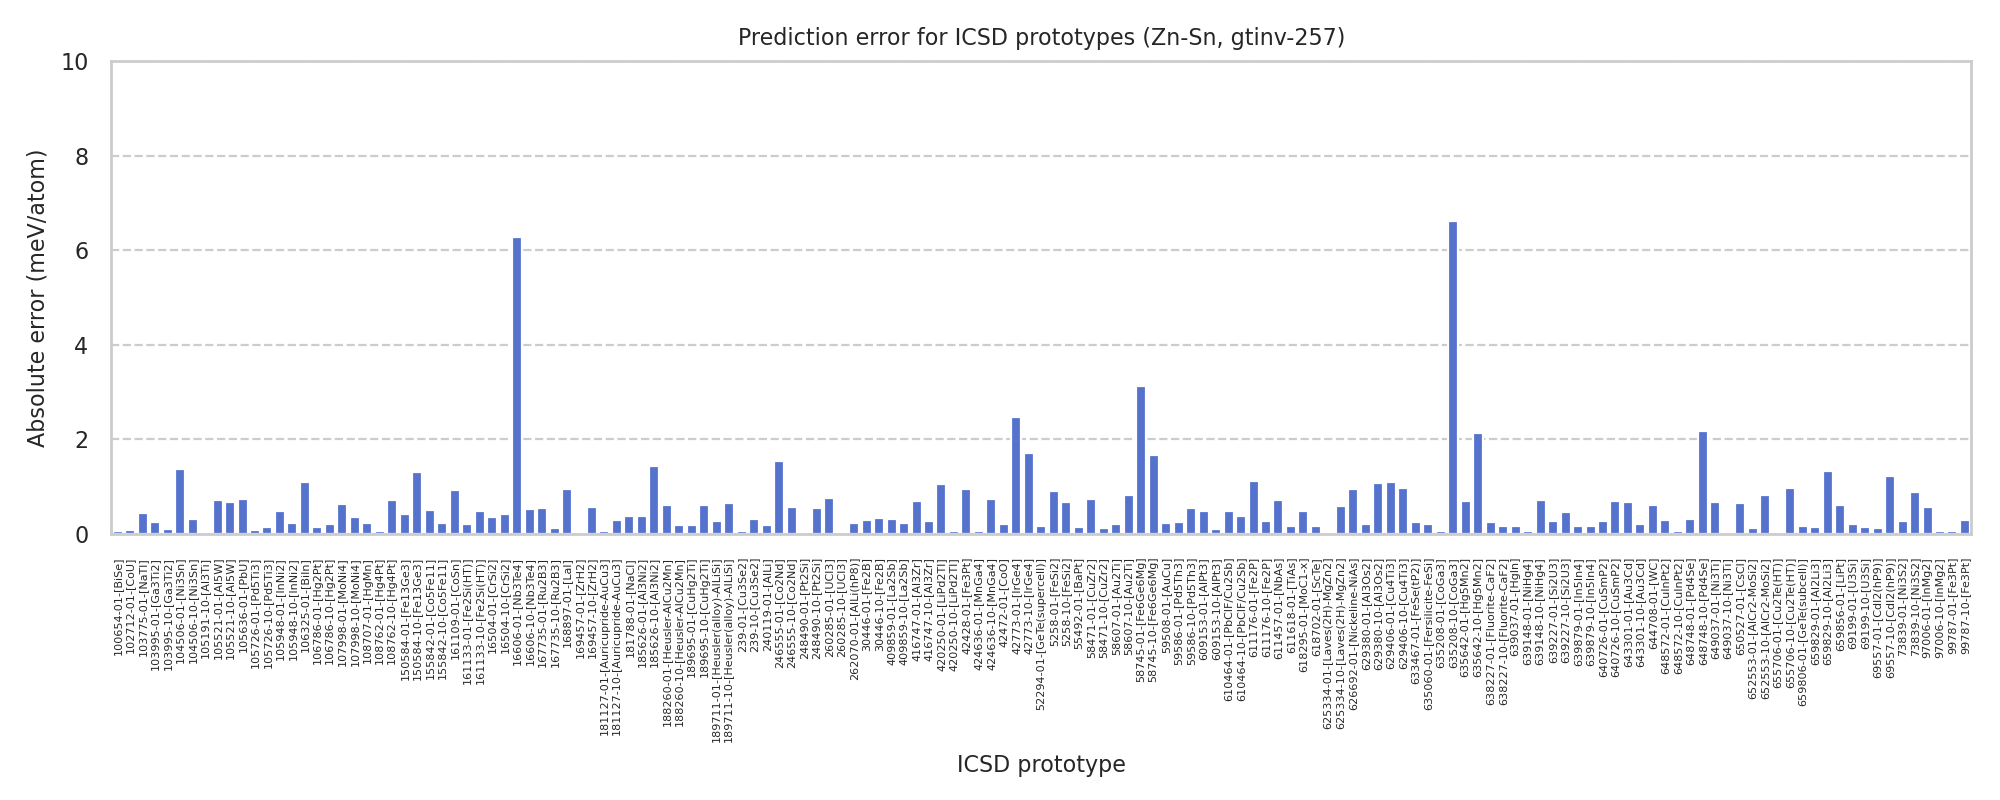 Prediction error for ICSD prototypes (Zn-Sn, gtinv-257)
Absolute error (meV/atom)
10
8
6
4
2
0
100654-01-[BiSe]
102712-01-[CoU]
103775-01-[NaTl]
103995-01-[Ga3Ti2]
103995-10-[Ga3Ti2]
104506-01-[Ni3Sn]
104506-10-[Ni3Sn]
105191-10-[Al3Ti]
105521-01-[Al5W]
105521-10-[Al5W]
105636-01-[PbU]
105726-01-[Pd5Ti3]
105726-10-[Pd5Ti3]
105948-01-[InNi2]
105948-10-[InNi2]
106325-01-[BiIn]
106786-01-[Hg2Pt]
106786-10-[Hg2Pt]
107998-01-[MoNi4]
107998-10-[MoNi4]
108707-01-[HgMn]
108762-01-[Hg4Pt]
108762-10-[Hg4Pt]
150584-01-[Fe13Ge3]
150584-10-[Fe13Ge3]
155842-01-[Co5Fe11]
155842-10-[Co5Fe11]
161109-01-[CoSn]
161133-01-[Fe2Si(HT)]
161133-10-[Fe2Si(HT)]
16504-01-[CrSi2]
16504-10-[CrSi2]
16606-01-[Nb3Te4]
16606-10-[Nb3Te4]
167735-01-[Ru2B3]
167735-10-[Ru2B3]
168897-01-[LaI]
169457-01-[ZrH2]
169457-10-[ZrH2]
181127-01-[Auricupride-AuCu3]
181127-10-[Auricupride-AuCu3]
181788-01-[NaCl]
185626-01-[Al3Ni2]
185626-10-[Al3Ni2]
188260-01-[Heusler-AlCu2Mn]
188260-10-[Heusler-AlCu2Mn]
189695-01-[CuHg2Ti]
189695-10-[CuHg2Ti]
189711-01-[Heusler(alloy)-AlLiSi]
189711-10-[Heusler(alloy)-AlLiSi]
239-01-[Cu3Se2]
239-10-[Cu3Se2]
240119-01-[AlLi]
246555-01-[Co2Nd]
246555-10-[Co2Nd]
248490-01-[Pt2Si]
248490-10-[Pt2Si]
260285-01-[UCl3]
260285-10-[UCl3]
262070-01-[AlLi(hP8)]
30446-01-[Fe2B]
30446-10-[Fe2B]
409859-01-[La2Sb]
409859-10-[La2Sb]
416747-01-[Al3Zr]
416747-10-[Al3Zr]
420250-01-[LiPd2Tl]
420250-10-[LiPd2Tl]
42428-01-[FePt]
424636-01-[MnGa4]
424636-10-[MnGa4]
42472-01-[CoO]
42773-01-[IrGe4]
42773-10-[IrGe4]
52294-01-[GeTe(supercell)]
5258-01-[FeSi2]
5258-10-[FeSi2]
55492-01-[BaPt]
58471-01-[CuZr2]
58471-10-[CuZr2]
58607-01-[Au2Ti]
58607-10-[Au2Ti]
58745-01-[Fe6Ge6Mg]
58745-10-[Fe6Ge6Mg]
59508-01-[AuCu]
59586-01-[Pd5Th3]
59586-10-[Pd5Th3]
609153-01-[AlPt3]
609153-10-[AlPt3]
610464-01-[PbClF/Cu2Sb]
610464-10-[PbClF/Cu2Sb]
611176-01-[Fe2P]
611176-10-[Fe2P]
611457-01-[NbAs]
611618-01-[TiAs]
618295-01-[MoC1-x]
618702-01-[ScTe]
625334-01-[Laves(2H)-MgZn2]
625334-10-[Laves(2H)-MgZn2]
626692-01-[Nickeline-NiAs]
629380-01-[Al3Os2]
629380-10-[Al3Os2]
629406-01-[Cu4Ti3]
629406-10-[Cu4Ti3]
633467-01-[FeSe(tP2)]
635060-01-[Fersilicite-FeSi]
635208-01-[CoGa3]
635208-10-[CoGa3]
635642-01-[Hg5Mn2]
635642-10-[Hg5Mn2]
638227-01-[Fluorite-CaF2]
638227-10-[Fluorite-CaF2]
639037-01-[HgIn]
639148-01-[NiHg4]
639148-10-[NiHg4]
639227-01-[Si2U3]
639227-10-[Si2U3]
639879-01-[In5In4]
639879-10-[In5In4]
640726-01-[CuSmP2]
640726-10-[CuSmP2]
643301-01-[Au3Cd]
643301-10-[Au3Cd]
644708-01-[WC]
648572-01-[CuInPt2]
648572-10-[CuInPt2]
648748-01-[Pd4Se]
648748-10-[Pd4Se]
649037-01-[Ni3Ti]
649037-10-[Ni3Ti]
650527-01-[CsCl]
652553-01-[AlCr2-MoSi2]
652553-10-[AlCr2-MoSi2]
655706-01-[Cu2Te(HT)]
655706-10-[Cu2Te(HT)]
659806-01-[GeTe(subcell)]
659829-01-[Al2Li3]
659829-10-[Al2Li3]
659856-01-[LiPt]
69199-01-[U3Si]
69199-10-[U3Si]
69557-01-[CdI2(hP9)]
69557-10-[CdI2(hP9)]
73839-01-[Ni3S2]
73839-10-[Ni3S2]
97006-01-[InMg2]
97006-10-[InMg2]
99787-01-[Fe3Pt]
99787-10-[Fe3Pt]
ICSD prototype